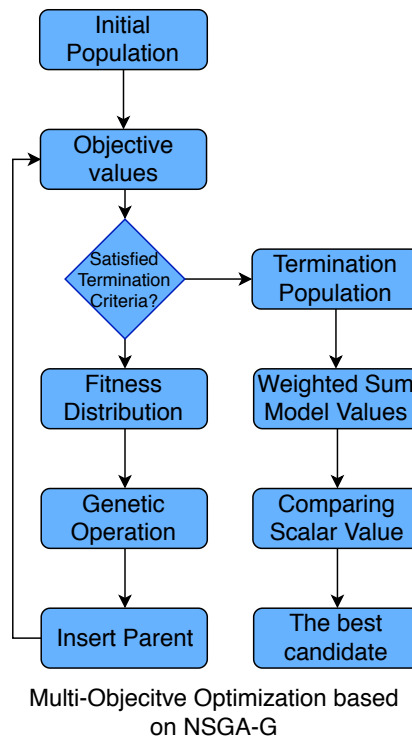 Initial
Population
Objective
values
Satisfied
Termination
Criteria?
Termination
Population
Fitness
Distribution
Weighted Sum
Model Values
Genetic
Operation
Comparing
Scalar Value
Insert Parent
The best
candidate
Multi-Objecitve Optimization based
on NSGA-G